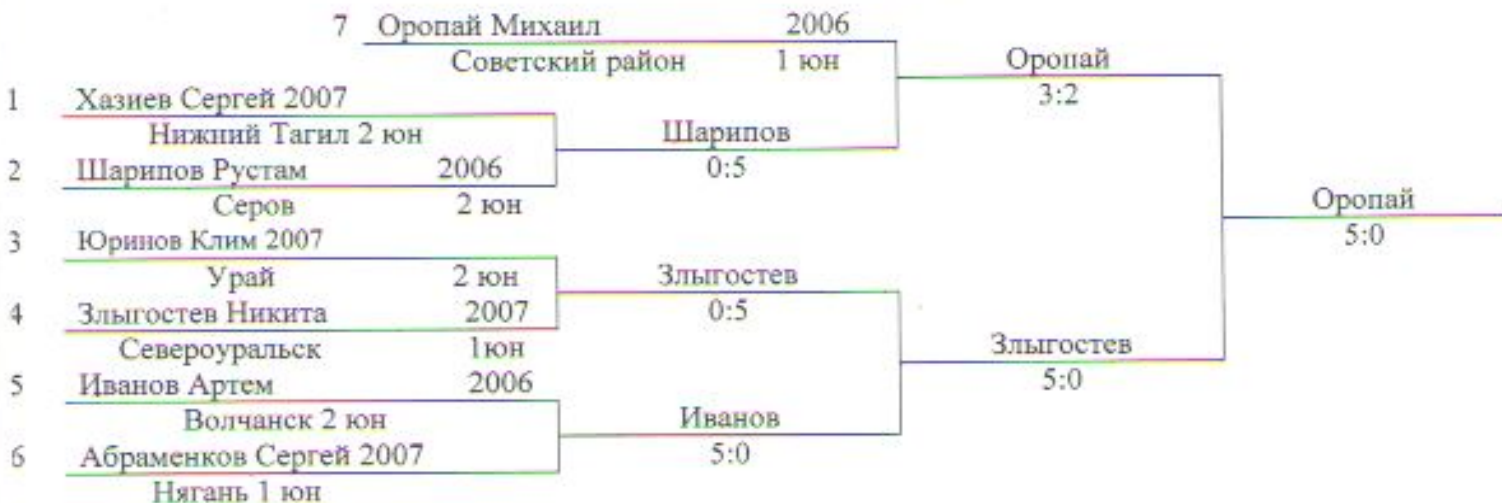 7 Оропай Михаил 2006
Советский район 1 юн
Оропай
3:2
1 Хазиев Сергей 2007
Нижний Тагил 2 юн
Шарипов
0:5
2 Шарипов Рустам 2006
Серов 2 юн
Оропай
5:0
3 Юринов Клим 2007
Урай 2 юн
Злыгостев
0:5
4 Злыгостев Никита 2007
Североуральск 1юн
Злыгостев
5:0
5 Иванов Артем 2006
Волчанск 2 юн
Иванов
5:0
6 Абраменков Сергей 2007
Нягань 1 юн